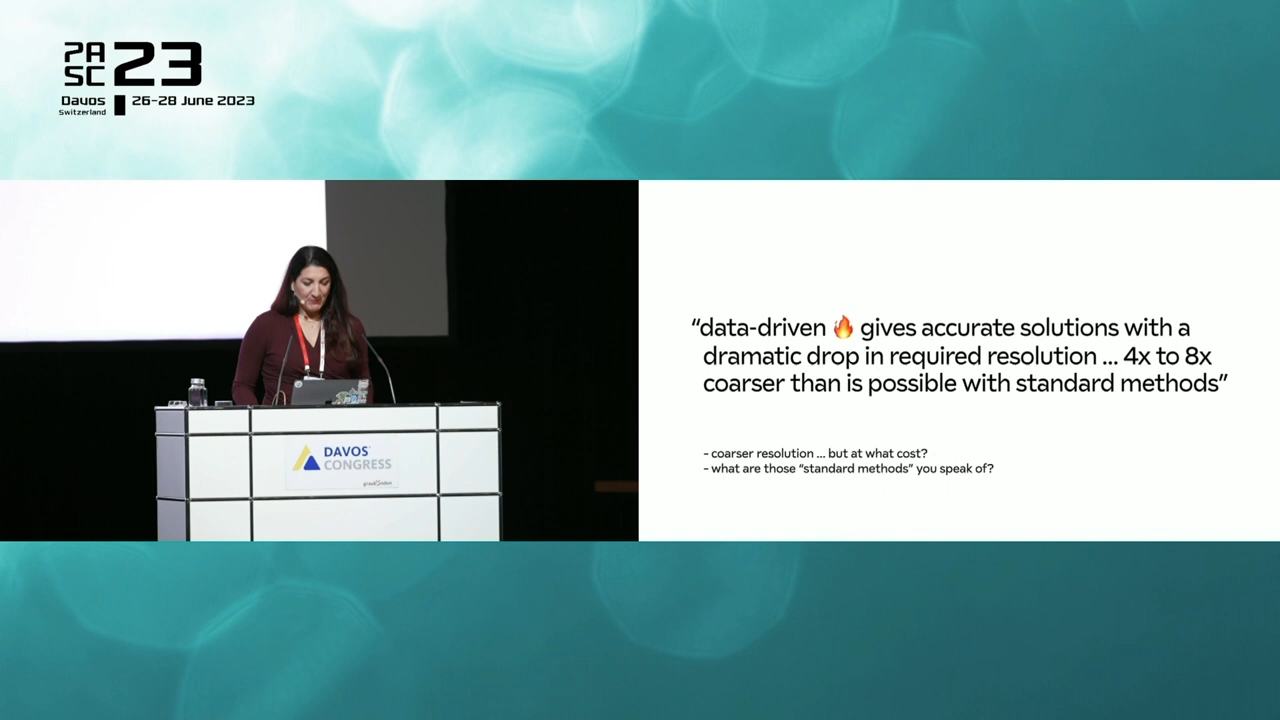 PA
SC 23
Davos
Switzerland
26-28 June 2023
“data-driven 🔥 gives accurate solutions with a
dramatic drop in required resolution ... 4x to 8x
coarser than is possible with standard methods”
- coarser resolution ... but at what cost?
- what are those “standard methods” you speak of?
DAVOS
CONGRESS
graubünden